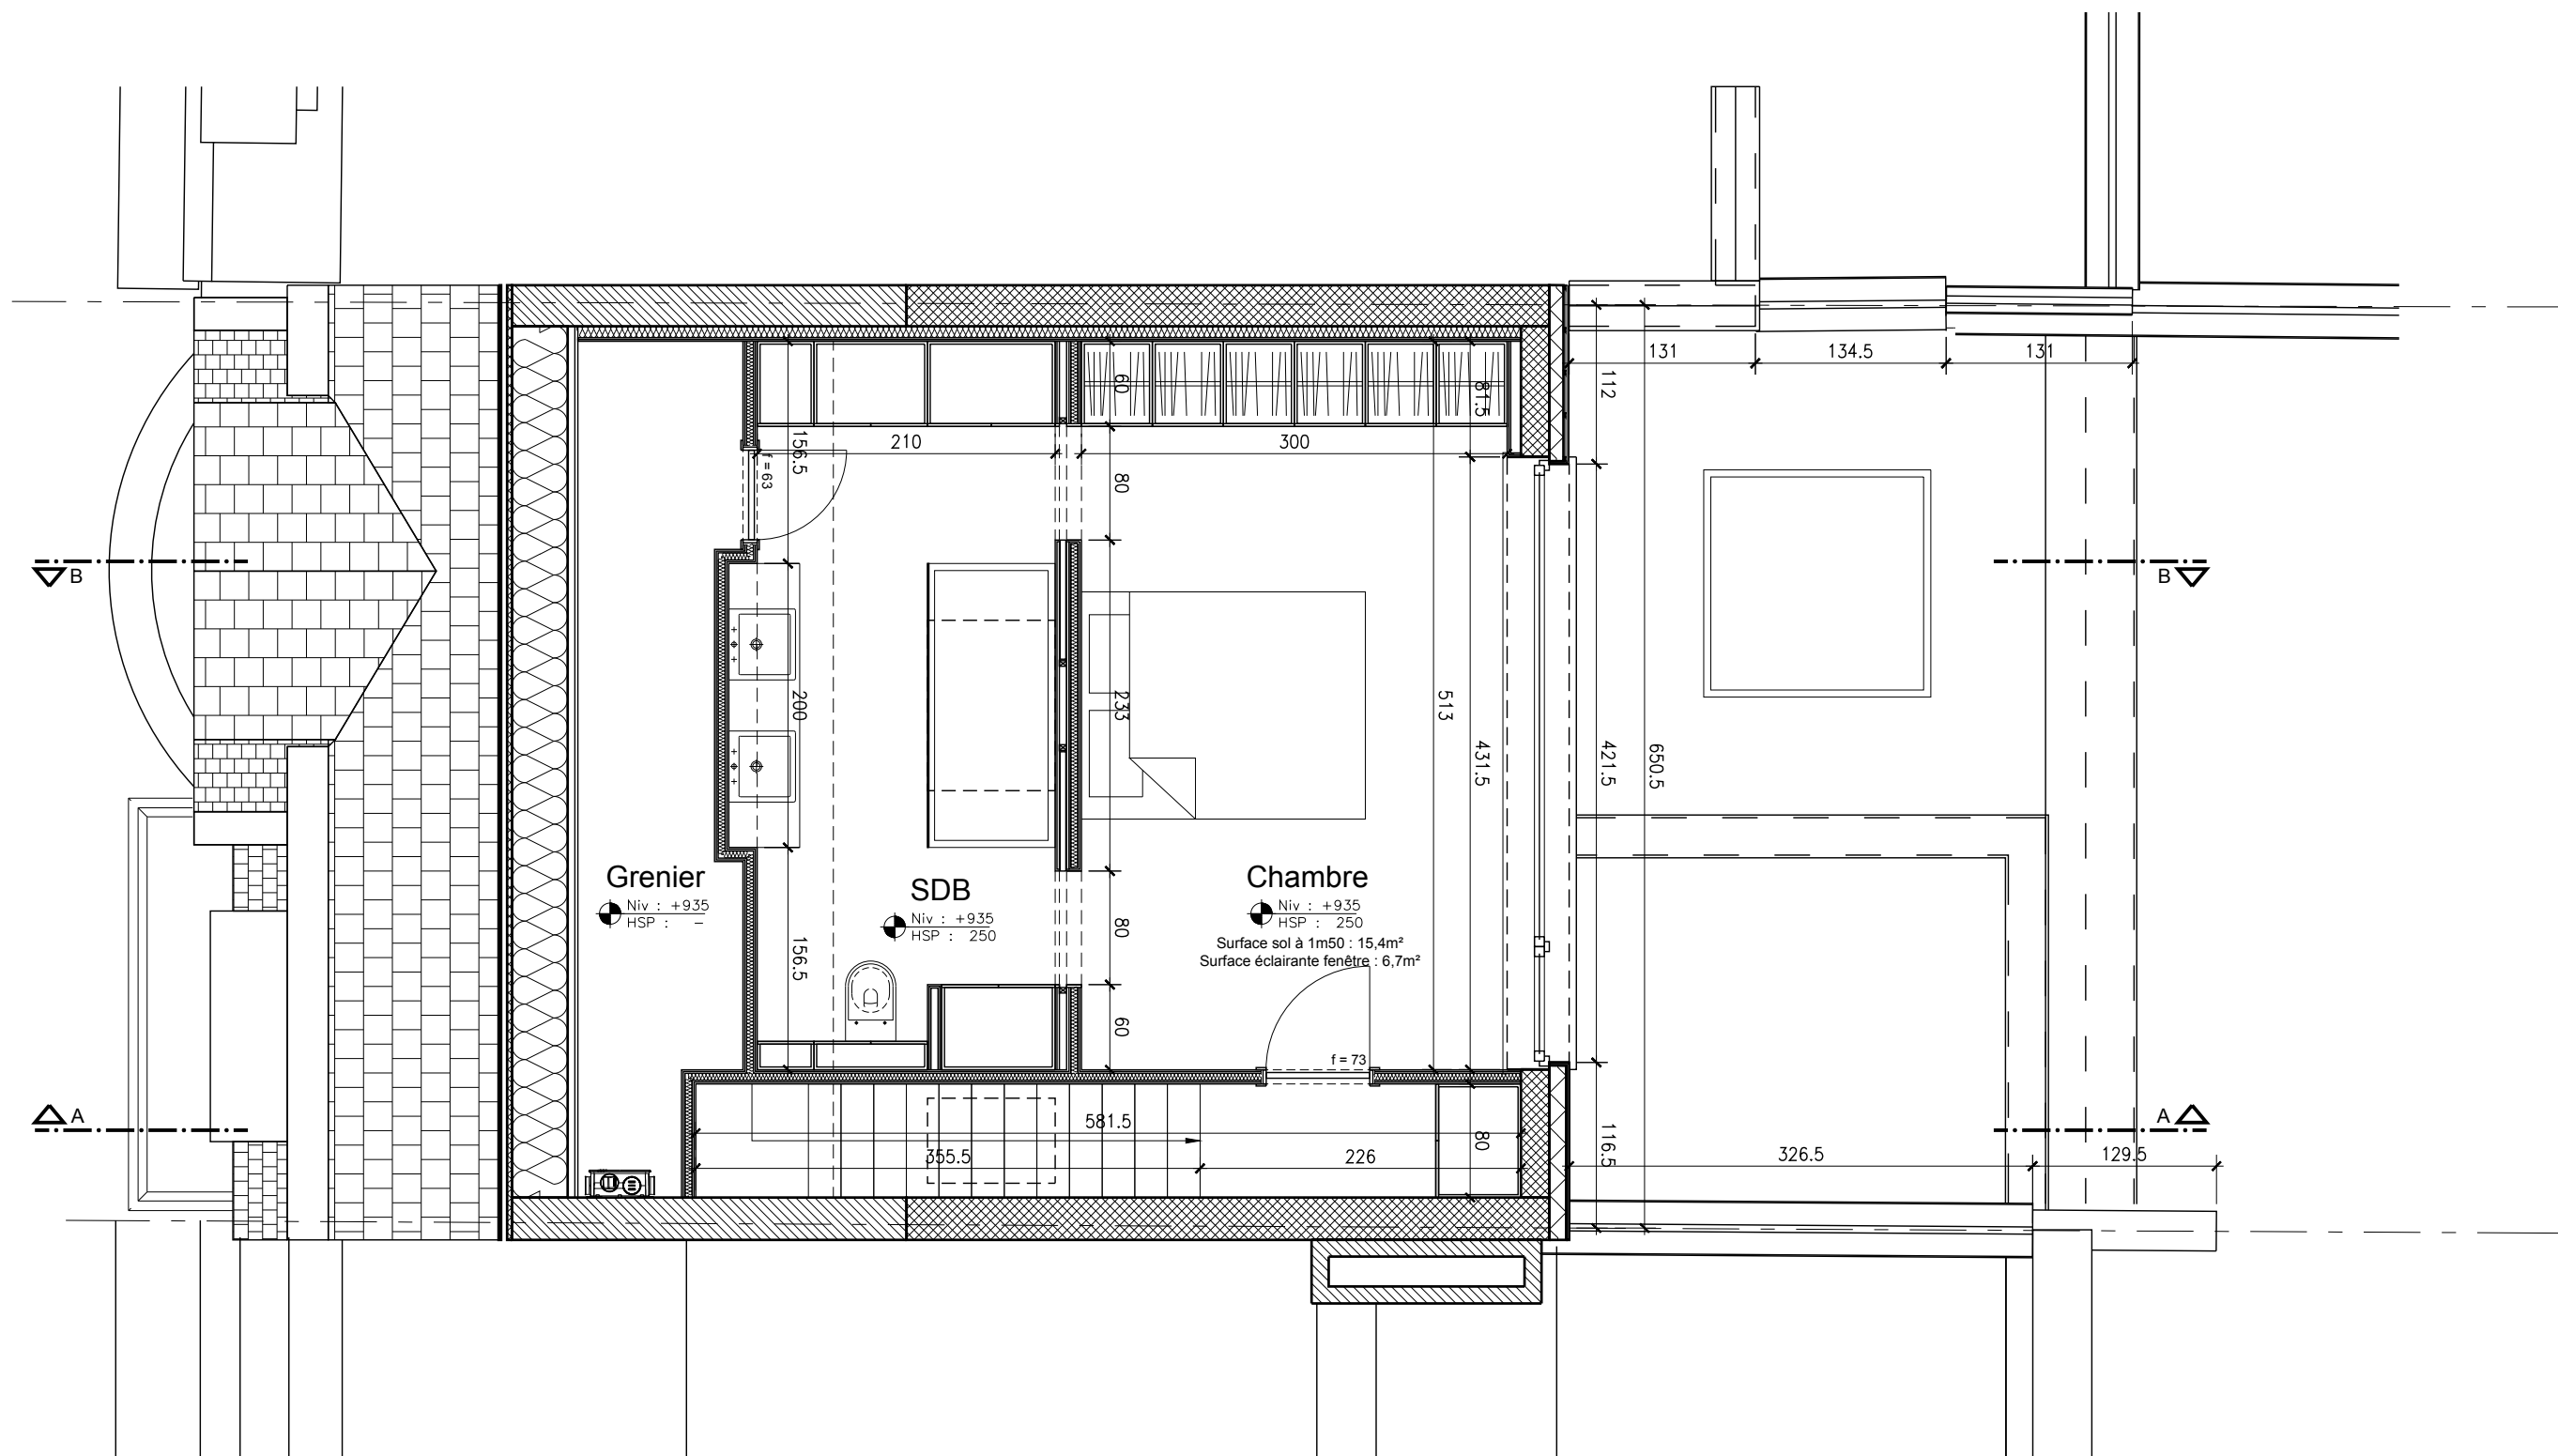 131
134.5
131
112
60
81.5
210
300
156.5
f = 63
80
B
B
200
233
513
431.5
421.5
650.5
Grenier
Niv : +935
HSP : -
SDB
Niv : +935
HSP : 250
Chambre
Niv : +935
HSP : 250
Surface sol à 1m50 : 15,4m²
Surface éclairante fenêtre : 6,7m²
80
156.5
60
f = 73
A
A
581.5
80
116.5
355.5
226
326.5
129.5